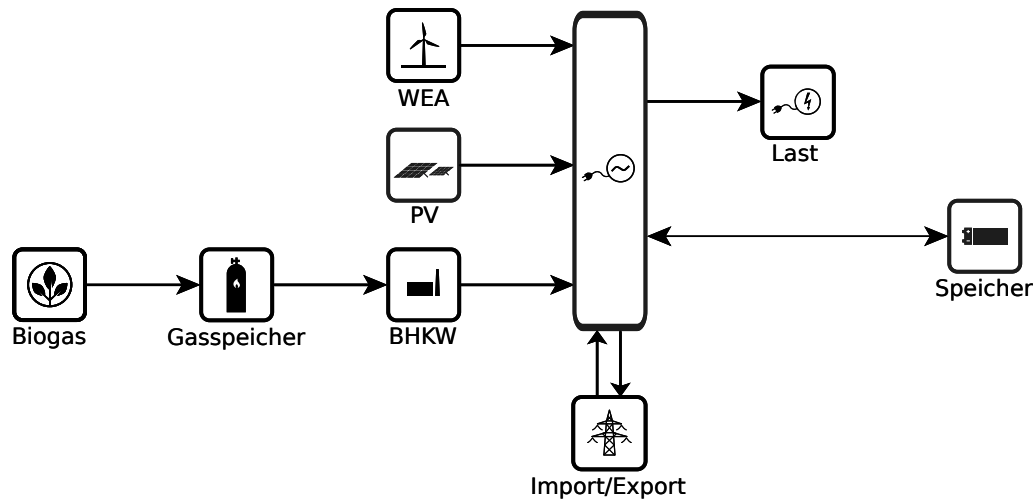 WEA
Last
PV
Speicher
Biogas
Gasspeicher
BHKW
Import/Export